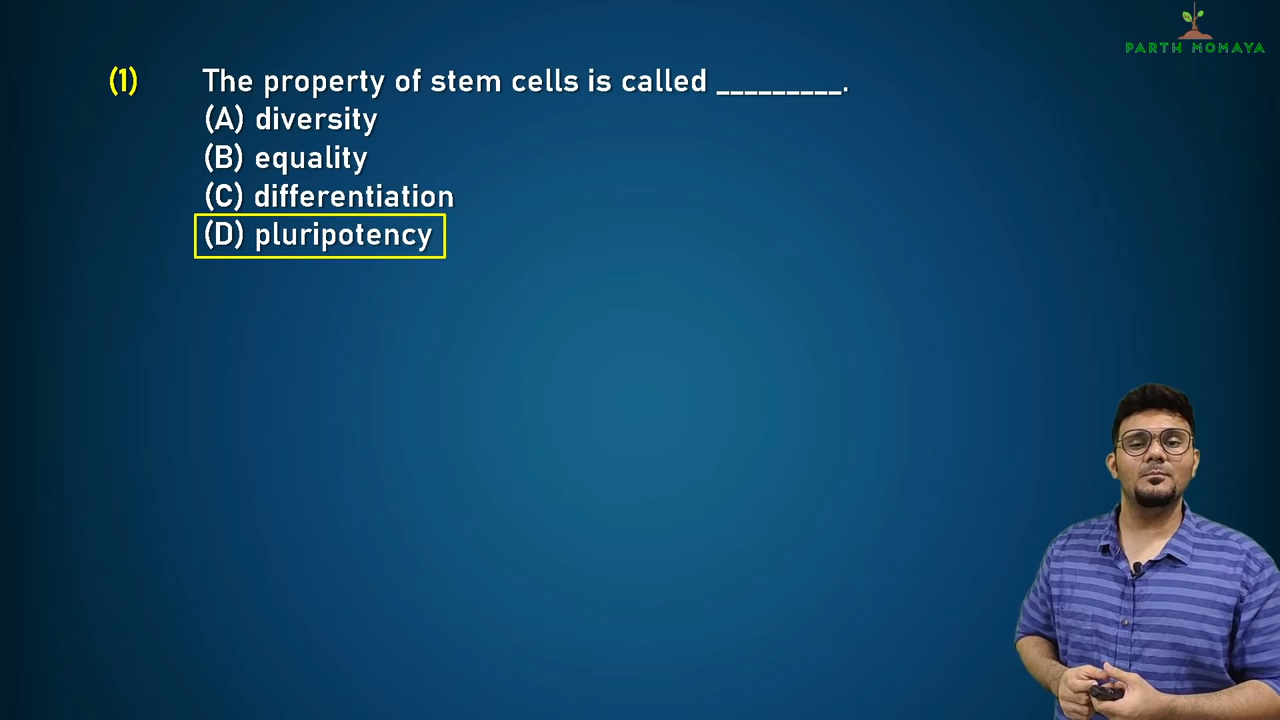 PARTH MOMAYA
(1) The property of stem cells is called _________.
(A) diversity
(B) equality
(C) differentiation
(D) pluripotency